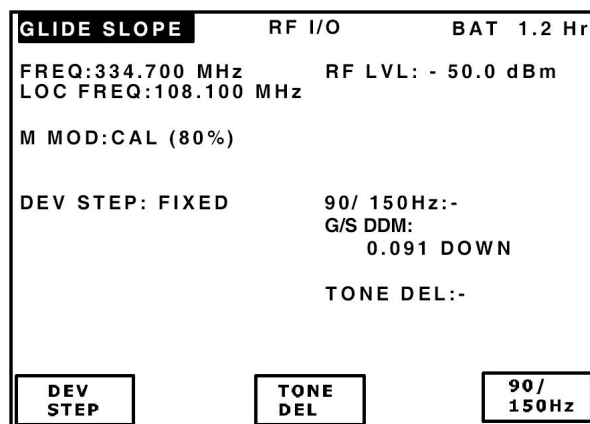 GLIDE SLOPE RF I/O BAT 1.2 Hr
FREQ:334.700 MHz RF LVL: - 50.0 dBm
LOC FREQ:108.100 MHz
M MOD:CAL (80%)
DEV STEP: FIXED 90/ 150Hz:-
G/S DDM:
0.091 DOWN
TONE DEL:-
DEV STEP
TONE DEL
90/ 150Hz